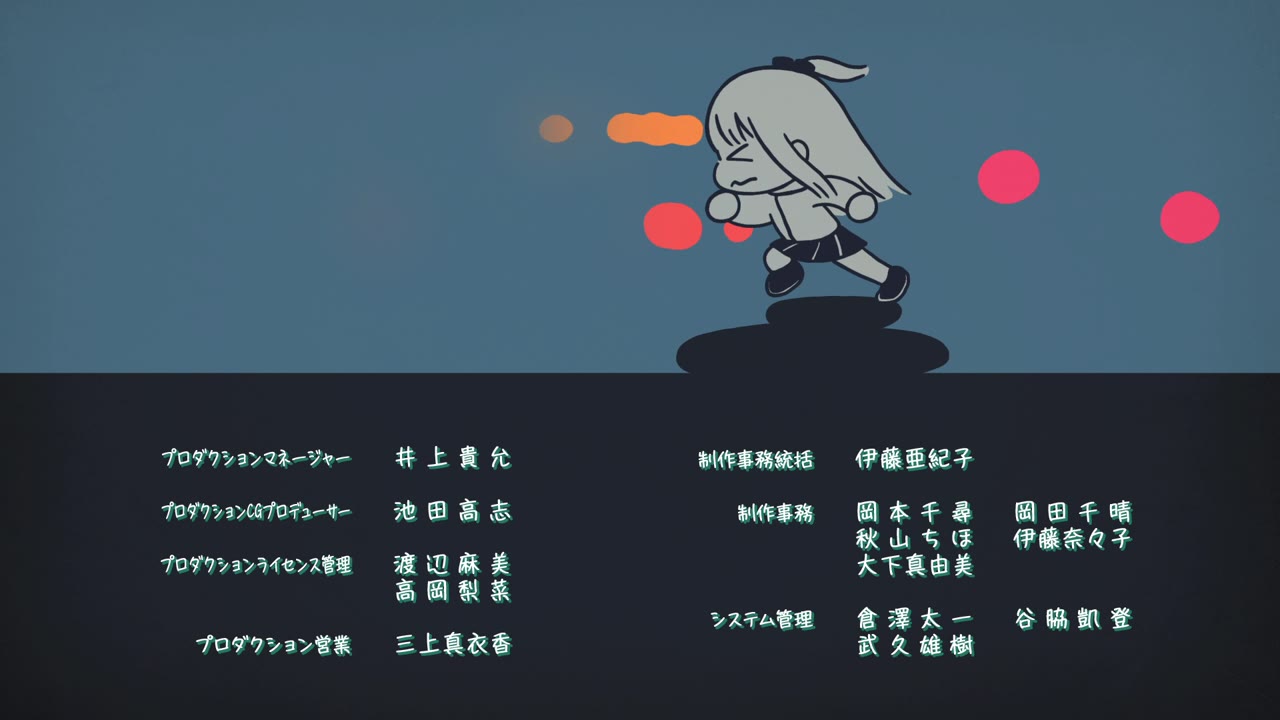 プロダクションマネージャー 井上貴允
プロダクションCGプロデューサー 池田高志
プロダクションライセンス管理 渡辺麻美
高岡梨菜
プロダクション営業 三上真衣香
制作事務統括 伊藤亜紀子
制作事務 岡本千尋 岡田千晴
秋山ちほ 伊藤奈々子
大下真由美
システム管理 倉澤太一 谷脇凱登
武久雄樹